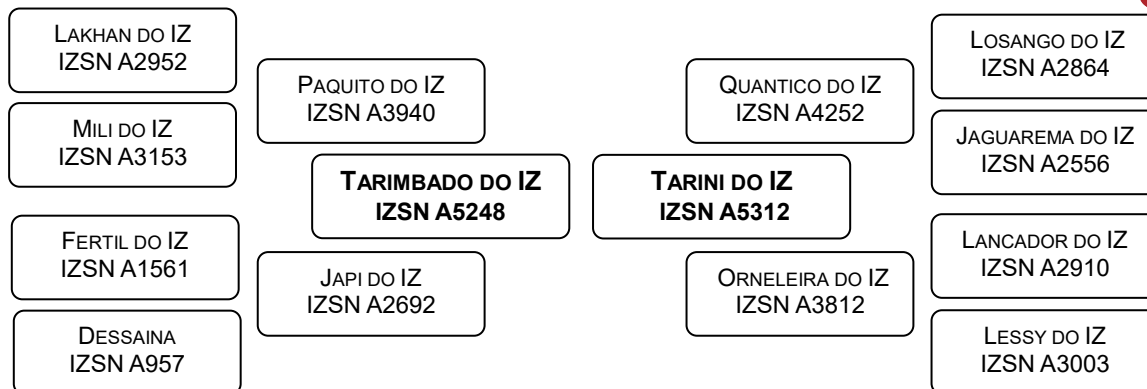 LAKHAN DO IZ
IZSN A2952
MILI DO IZ
IZSN A3153
FERTIL DO IZ
IZSN A1561
DESSAINA
IZSN A957
PAQUITO DO IZ
IZSN A3940
JAPI DO IZ
IZSN A2692
TARIMBADO DO IZ
IZSN A5248
TARINI DO IZ
IZSN A5312
QUANTICO DO IZ
IZSN A4252
ORNELEIRA DO IZ
IZSN A3812
LOSANGO DO IZ
IZSN A2864
JAGUAREMA DO IZ
IZSN A2556
LANCADOR DO IZ
IZSN A2910
LESSY DO IZ
IZSN A3003